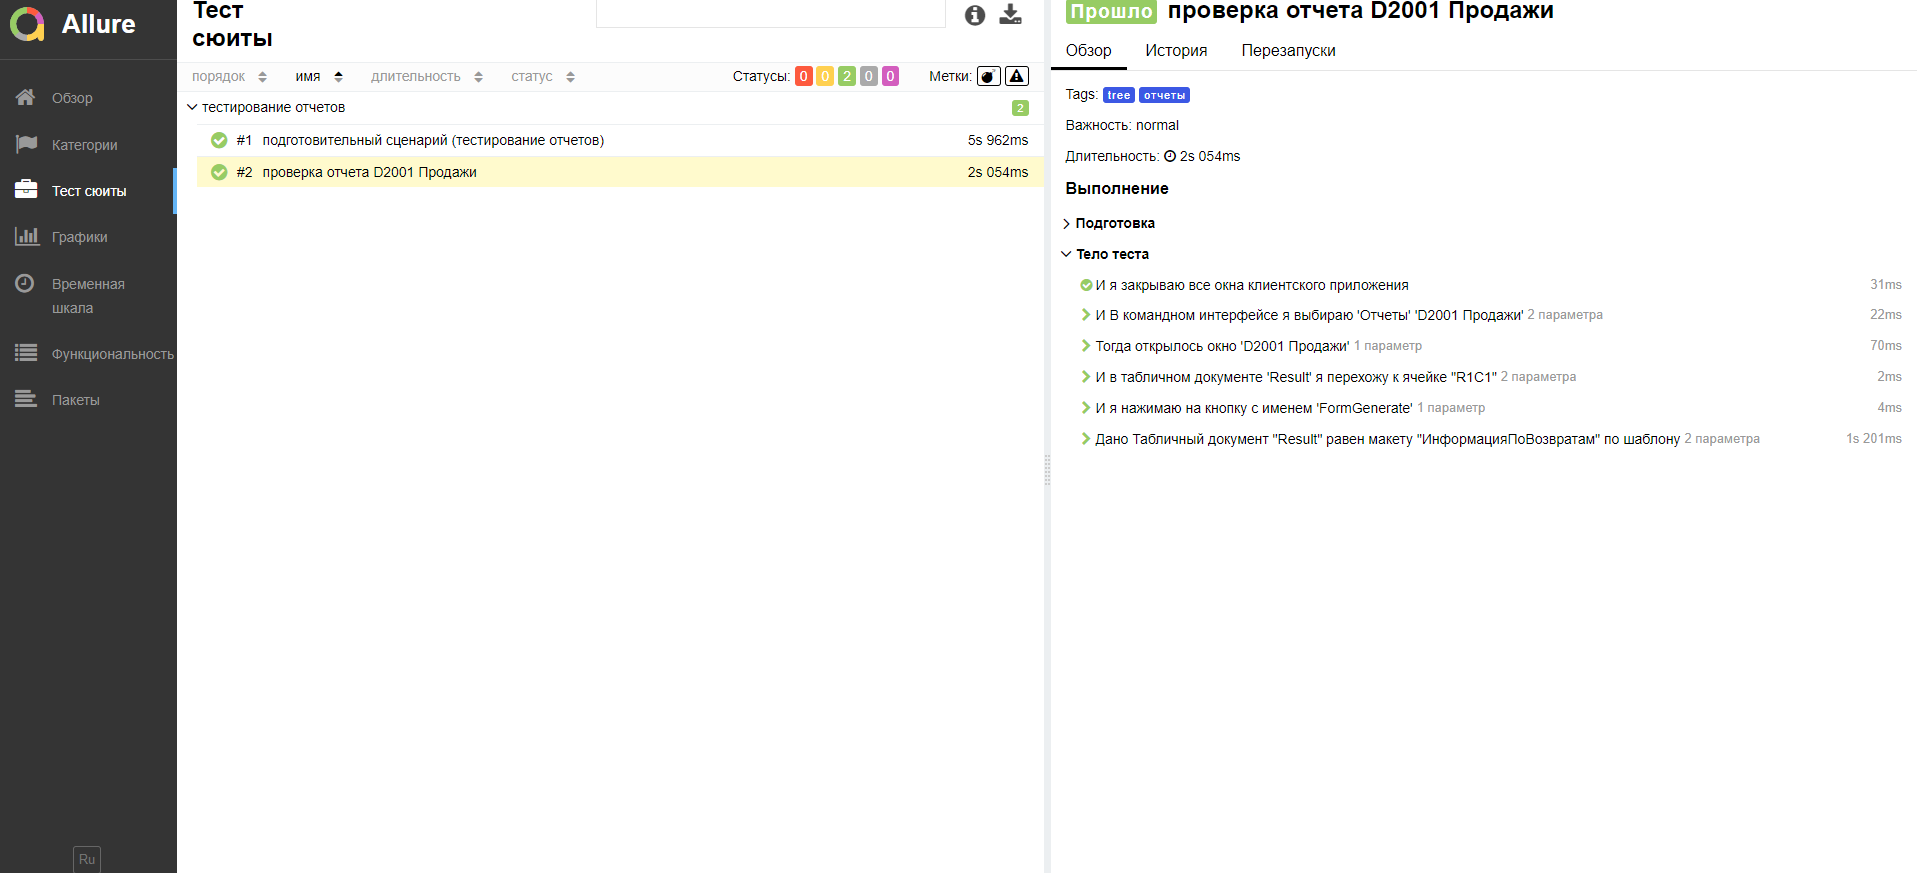 Allure
Обзор
Категории
Тест сюиты
Графики
Временная
шкала
Функциональность
Пакеты
Ru
Тест
сюиты
порядок имя длительность статус Статусы: 0 0 2 0 0 Метки:
тестирование отчетов 2
#1 подготовительный сценарий (тестирование отчетов) 5s 962ms
#2 проверка отчета D2001 Продажи 2s 054ms
Прошло проверка отчета D2001 Продажи
Обзор История Перезапуски
Tags: tree отчеты
Важность: normal
Длительность: 2s 054ms
Выполнение
Подготовка
Тело теста
И я закрываю все окна клиентского приложения 31ms
И В командном интерфейсе я выбираю 'Отчеты' 'D2001 Продажи' 2 параметра 22ms
Тогда открылось окно 'D2001 Продажи' 1 параметр 70ms
И в табличном документе 'Result' я перехожу к ячейке "R1C1" 2 параметра 2ms
И я нажимаю на кнопку с именем 'FormGenerate' 1 параметр 4ms
Дано Табличный документ "Result" равен макету "ИнформацияПоВозвратам" по шаблону 2 параметра 1s 201ms